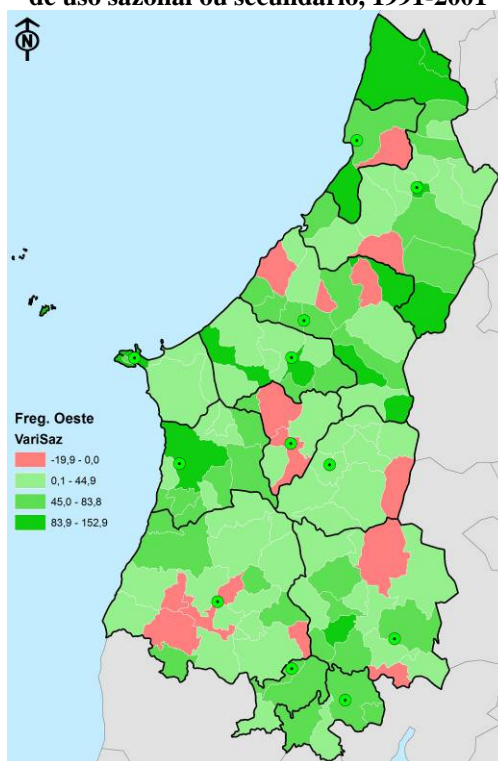 de uso sazonal ou secundário, 1991-2001
N
Freg. Oeste
VariSaz
-19,9 - 0,0
0,1 - 44,9
45,0 - 83,8
83,9 - 152,9